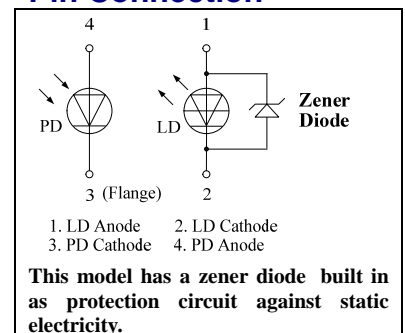 Pin Connection
4 1
PD LD Zener
Diode
3 (Flange) 2
1. LD Anode 2. LD Cathode
3. PD Cathode 4. PD Anode
This model has a zener diode built in
as protection circuit against static
electricity.